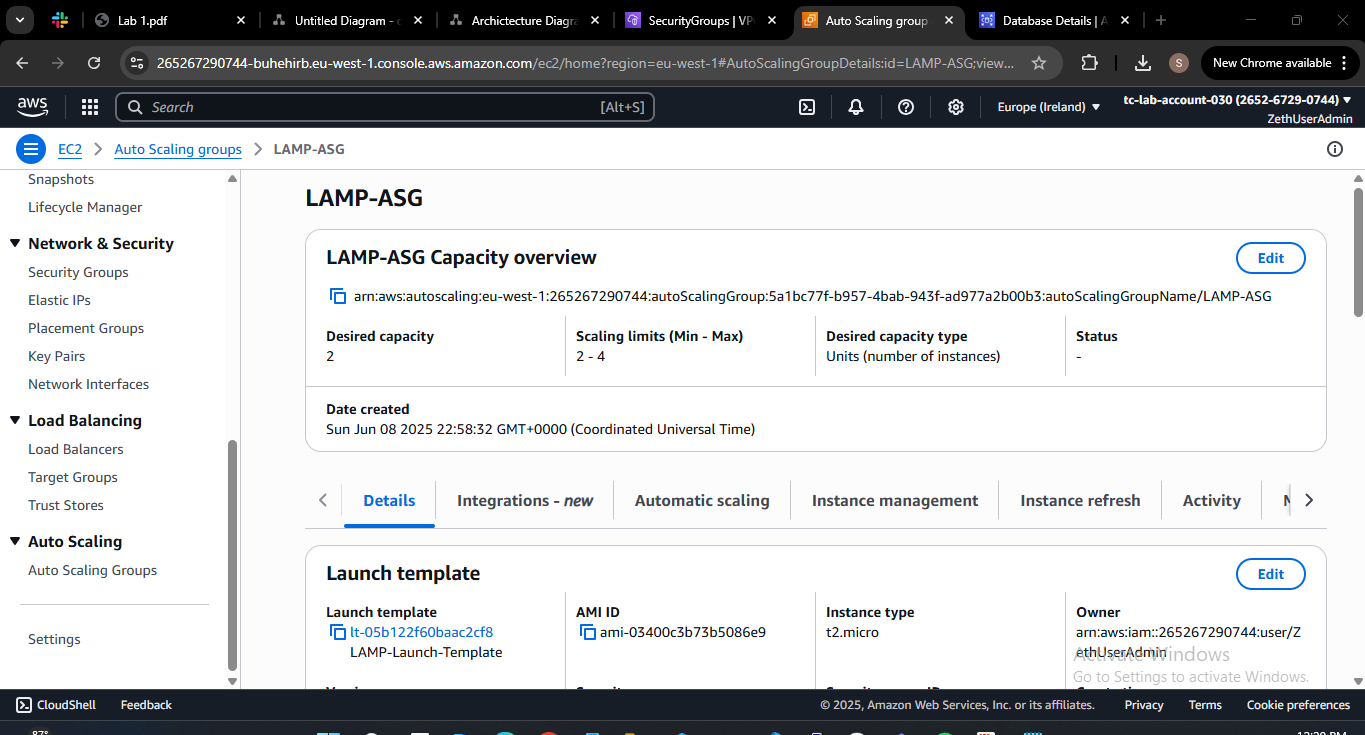 Lab 1.pdf
Untitled Diagram - 
Archictecture Diagra
SecurityGroups | VP
Auto Scaling group
Database Details | A
265267290744-buhehirb.eu-west-1.console.aws.amazon.com/ec2/home?region=eu-west-1#AutoScalingGroupDetails:id=LAMP-ASG;view...
S
New Chrome available
aws
Search
[Alt+S]
Europe (Ireland)
tc-lab-account-030 (2652-6729-0744)
ZethUserAdmin
EC2
Auto Scaling groups
LAMP-ASG
Snapshots
Lifecycle Manager
Network & Security
Security Groups
Elastic IPs
Placement Groups
Key Pairs
Network Interfaces
Load Balancing
Load Balancers
Target Groups
Trust Stores
Auto Scaling
Auto Scaling Groups
Settings
LAMP-ASG
LAMP-ASG Capacity overview
Edit
arn:aws:autoscaling:eu-west-1:265267290744:autoScalingGroup:5a1bc77f-b957-4bab-943f-ad977a2b00b3:autoScalingGroupName/LAMP-ASG
Desired capacity
2
Scaling limits (Min - Max)
2 - 4
Desired capacity type
Units (number of instances)
Status
-
Date created
Sun Jun 08 2025 22:58:32 GMT+0000 (Coordinated Universal Time)
Details
Integrations - new
Automatic scaling
Instance management
Instance refresh
Activity
Launch template
Edit
Launch template
lt-05b122f60baac2cf8
LAMP-Launch-Template
AMI ID
ami-03400c3b73b5086e9
Instance type
t2.micro
Owner
arn:aws:iam::265267290744:user/Z
ethUserAdmin
Activate Windows
Go to Settings to activate Windows.
CloudShell
Feedback
© 2025, Amazon Web Services, Inc. or its affiliates.
Privacy
Terms
Cookie preferences
87°
12:20 PM